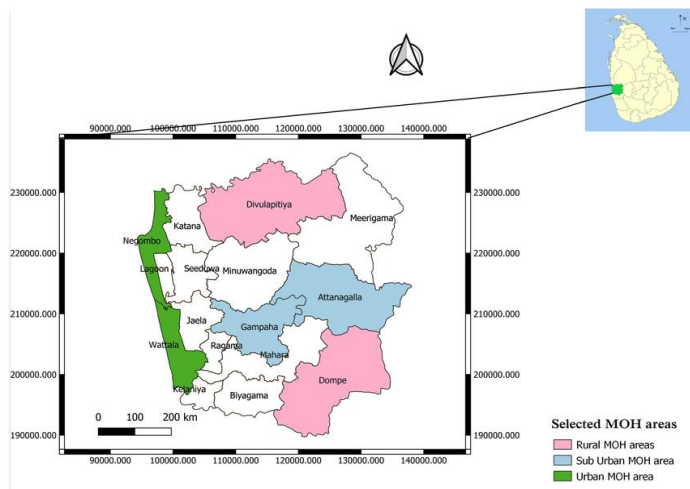 N
90000.000 100000.000 110000.000 120000.000 130000.000 140000.000
230000.000 230000.000
220000.000 220000.000
210000.000 210000.000
200000.000 200000.000
190000.000 190000.000
Divulapitiya
Meerigama
Katana
Negombo
Lagoon
Seeduwa
Minuwangoda
Attanagalla
Jaela
Gampaha
Wattala
Ragama
Mahara
Dompe
Kelaniya
Biyagama
0 100 200 km
90000.000 100000.000 110000.000 120000.000 130000.000 140000.000
Selected MOH areas
Rural MOH areas
Sub Urban MOH area
Urban MOH area